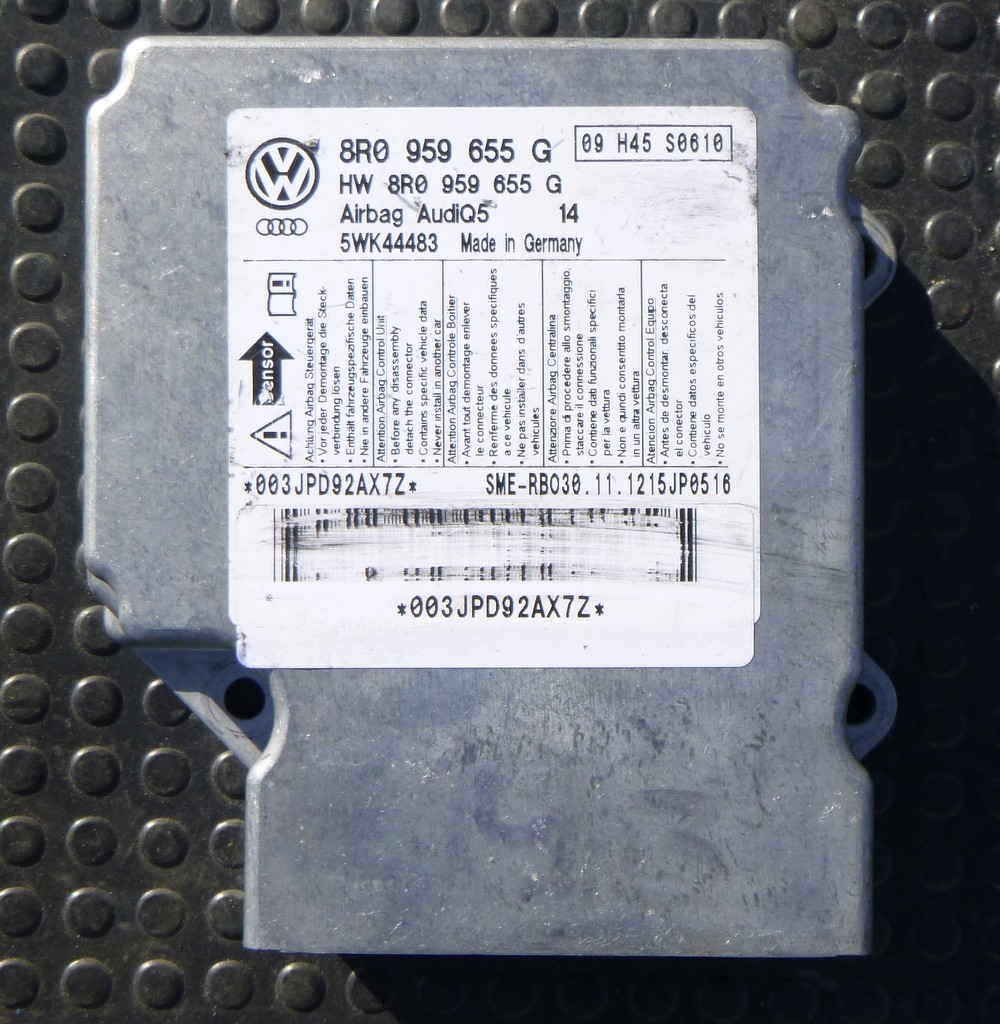 8R0 959 655 G
09 H45 S0610
HW 8R0 959 655 G
Airbag AudiQ5 14
5WK44483 Made in Germany
Sensor
Achtung Airbag Steuergerät
• Vor jeder Demontage die Steck-
verbindung lösen
• Enthält fahrzeugspezifische Daten
• Nie in andere Fahrzeuge einbauen
Attention Airbag Control Unit
• Before any disassembly
detach the connector
• Contains specific vehicle data
• Never install in another car
Attention Airbag Controle Boitier
• Avant tout demontage enlever
le connecteur
• Renferme des donnees specifiques
a ce vehicule
• Ne pas installer dans d'autres
vehicules
Attenzione Airbag Centralina
• Prima di procedere allo smontaggio,
staccare il connessione
• Contiene dati funzionali specifici
per la vettura
• Non e quindi consentito montarla
in un altra vettura
Atencion Airbag Control Equipo
• Antes de desmontar, desconecta
el conector
• Contiene datos especificos del
vehiculo
• No se monte en otros vehiculos
*003JPD92AX7Z* SME-RBO30.11.1215JP0516
*003JPD92AX7Z*